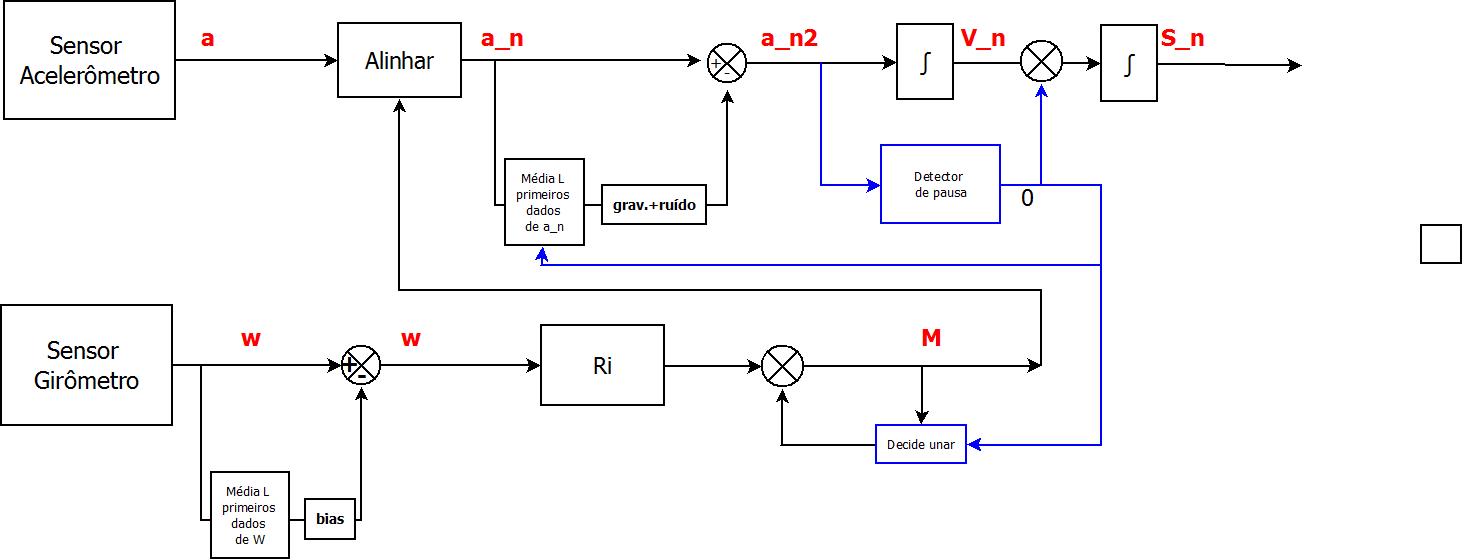 Sensor
Acelerômetro
a
Alinhar
a_n
+
-
a_n2
∫
V_n
∫
S_n
Média L
primeiros
dados
de a_n
grav.+ruído
Detector
de pausa
0
Sensor
Girômetro
w
+
-
w
Ri
M
Decide unar
Média L
primeiros
dados
de W
bias